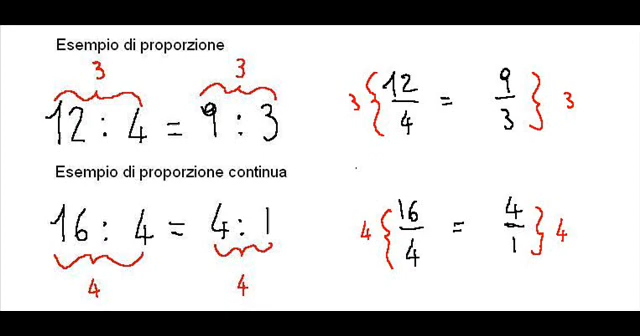 Esempio di proporzione
3 3
12 : 4 = 9 : 3
3 { 12/4 = 9/3 } 3
Esempio di proporzione continua
16 : 4 = 4 : 1
4 4
4 { 16/4 = 4/1 } 4